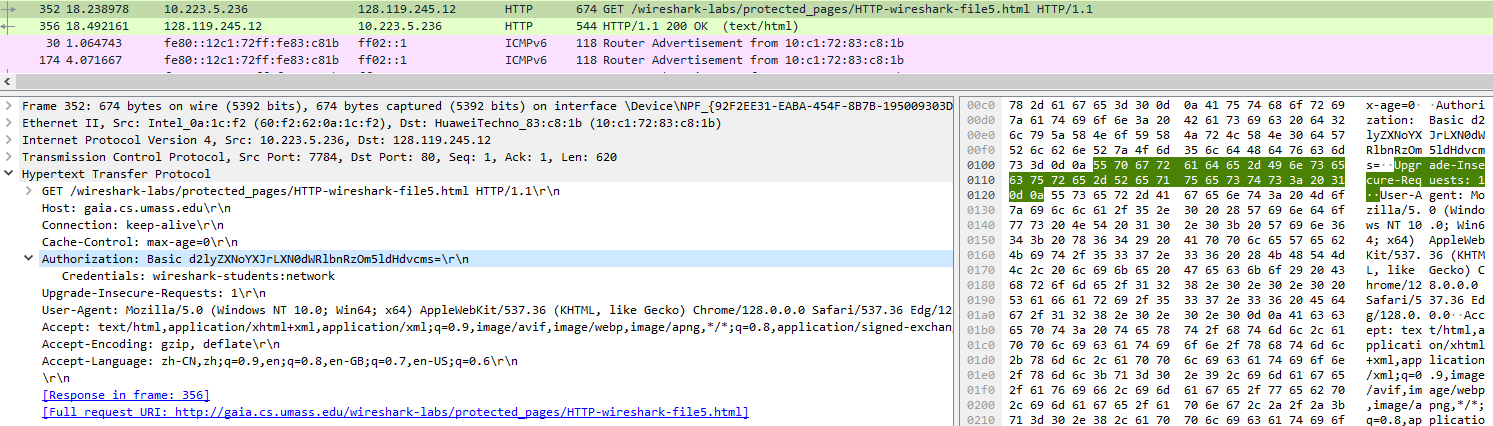 352 18.238978 10.223.5.236 128.119.245.12 HTTP 674 GET /wireshark-labs/protected_pages/HTTP-wireshark-file5.html HTTP/1.1
356 18.492161 128.119.245.12 10.223.5.236 HTTP 544 HTTP/1.1 200 OK (text/html)
30 1.064743 fe80::12c1:72ff:fe83:c81b ff02::1 ICMPv6 118 Router Advertisement from 10:c1:72:83:c8:1b
174 4.071667 fe80::12c1:72ff:fe83:c81b ff02::1 ICMPv6 118 Router Advertisement from 10:c1:72:83:c8:1b
Frame 352: 674 bytes on wire (5392 bits), 674 bytes captured (5392 bits) on interface \Device\NPF_{92F2EE31-EABA-454F-8B7B-195009303D
Ethernet II, Src: Intel_0a:1c:f2 (60:f2:62:0a:1c:f2), Dst: HuaweiTechno_83:c8:1b (10:c1:72:83:c8:1b)
Internet Protocol Version 4, Src: 10.223.5.236, Dst: 128.119.245.12
Transmission Control Protocol, Src Port: 7784, Dst Port: 80, Seq: 1, Ack: 1, Len: 620
Hypertext Transfer Protocol
GET /wireshark-labs/protected_pages/HTTP-wireshark-file5.html HTTP/1.1\r\n
Host: gaia.cs.umass.edu\r\n
Connection: keep-alive\r\n
Cache-Control: max-age=0\r\n
Authorization: Basic d2lyZXNoYXJrLXN0dWRlbnRzOm5ldHdvcms=\r\n
Credentials: wireshark-students:network
Upgrade-Insecure-Requests: 1\r\n
User-Agent: Mozilla/5.0 (Windows NT 10.0; Win64; x64) AppleWebKit/537.36 (KHTML, like Gecko) Chrome/128.0.0.0 Safari/537.36 Edg/128
Accept: text/html,application/xhtml+xml,application/xml;q=0.9,image/avif,image/webp,image/apng,*/*;q=0.8,application/signed-exchan
Accept-Encoding: gzip, deflate\r\n
Accept-Language: zh-CN,zh;q=0.9,en;q=0.8,en-GB;q=0.7,en-US;q=0.6\r\n
\r\n
[Response in frame: 356]
[Full request URI: http://gaia.cs.umass.edu/wireshark-labs/protected_pages/HTTP-wireshark-file5.html]
00c0 78 2d 61 67 65 3d 30 0d 0a 41 75 74 68 6f 72 69 x-age=0··Authori
00d0 7a 61 74 69 6f 6e 3a 20 42 61 73 69 63 20 64 32 zation: Basic d2
00e0 6c 79 5a 58 4e 6f 59 58 4a 72 4c 58 4e 30 64 57 lyZXNoYXJrLXN0dW
00f0 52 6c 62 6e 52 7a 4f 6d 35 6c 64 48 64 76 63 6d RlbnRzOm5ldHdvcm
0100 73 3d 0d 0a 55 70 67 72 61 64 65 2d 49 6e 73 65 s=··Upgrade-Inse
0110 63 75 72 65 2d 52 65 71 75 65 73 74 73 3a 20 31 cure-Requests: 1
0120 0d 0a 55 73 65 72 2d 41 67 65 6e 74 3a 20 4d 6f ··User-Agent: Mo
0130 7a 69 6c 6c 61 2f 35 2e 30 20 28 57 69 6e 64 6f zilla/5.0 (Windo
0140 77 73 20 4e 54 20 31 30 2e 30 3b 20 57 69 6e 36 ws NT 10.0; Win6
0150 34 3b 20 78 36 34 29 20 41 70 70 6c 65 57 65 62 4; x64) AppleWeb
0160 4b 69 74 2f 35 33 37 2e 33 36 20 28 4b 48 54 4d Kit/537.36 (KHTM
0170 4c 2c 20 6c 69 6b 65 20 47 65 63 6b 6f 29 20 43 L, like Gecko) C
0180 68 72 6f 6d 65 2f 31 32 38 2e 30 2e 30 2e 30 20 hrome/128.0.0.0
0190 53 61 66 61 72 69 2f 35 33 37 2e 33 36 20 45 64 Safari/537.36 Ed
01a0 67 2f 31 32 38 2e 30 2e 30 2e 30 0d 0a 41 63 63 g/128.0.0.0··Acc
01b0 65 70 74 3a 20 74 65 78 74 2f 68 74 6d 6c 2c 61 ept: text/html,a
01c0 70 70 6c 69 63 61 74 69 6f 6e 2f 78 68 74 6d 6c pplication/xhtml
01d0 2b 78 6d 6c 2c 61 70 70 6c 69 63 61 74 69 6f 6e +xml,application
01e0 2f 78 6d 6c 3b 71 3d 30 2e 39 2c 69 6d 61 67 65 /xml;q=0.9,image
01f0 2f 61 76 69 66 2c 69 6d 61 67 65 2f 77 65 62 70 /avif,image/webp
0200 2c 69 6d 61 67 65 2f 61 70 6e 67 2c 2a 2f 2a 3b ,image/apng,*/*;
0210 71 3d 30 2e 38 2c 61 70 70 6c 69 63 61 74 69 6f q=0.8,applicatio